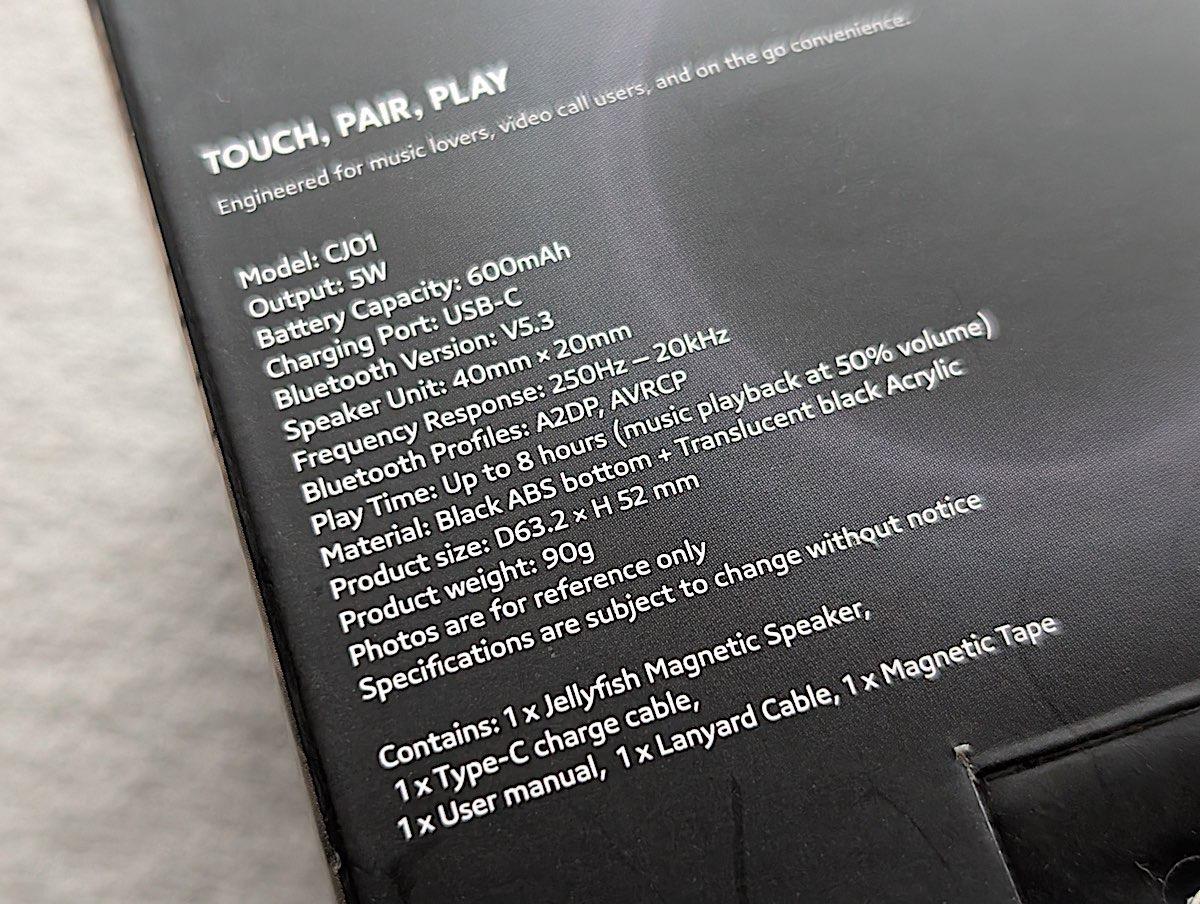 TOUCH, PAIR, PLAY
Engineered for music lovers, video call users, and on the go convenience.
Model: CJ01
Output: 5W
Battery Capacity: 600mAh
Charging Port: USB-C
Bluetooth Version: V5.3
Speaker Unit: 40mm × 20mm
Frequency Response: 250Hz – 20kHz
Bluetooth Profiles: A2DP, AVRCP
Play Time: Up to 8 hours (music playback at 50% volume)
Material: Black ABS bottom + Translucent black Acrylic
Product size: D63.2 × H 52 mm
Product weight: 90g
Photos are for reference only
Specifications are subject to change without notice
Contains: 1 x Jellyfish Magnetic Speaker,
1 x Type-C charge cable,
1 x User manual, 1 x Lanyard Cable, 1 x Magnetic Tape